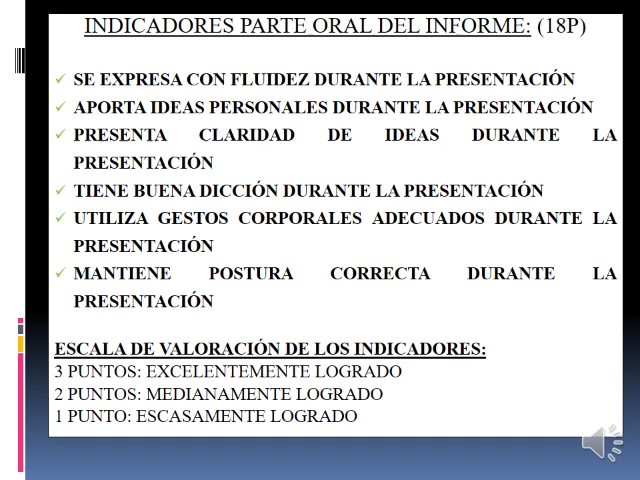 INDICADORES PARTE ORAL DEL INFORME: (18P)
✓ SE EXPRESA CON FLUIDEZ DURANTE LA PRESENTACIÓN
✓ APORTA IDEAS PERSONALES DURANTE LA PRESENTACIÓN
✓ PRESENTA CLARIDAD DE IDEAS DURANTE LA
PRESENTACIÓN
✓ TIENE BUENA DICCIÓN DURANTE LA PRESENTACIÓN
✓ UTILIZA GESTOS CORPORALES ADECUADOS DURANTE LA
PRESENTACIÓN
✓ MANTIENE POSTURA CORRECTA DURANTE LA
PRESENTACIÓN
ESCALA DE VALORACIÓN DE LOS INDICADORES:
3 PUNTOS: EXCELENTEMENTE LOGRADO
2 PUNTOS: MEDIANAMENTE LOGRADO
1 PUNTO: ESCASAMENTE LOGRADO